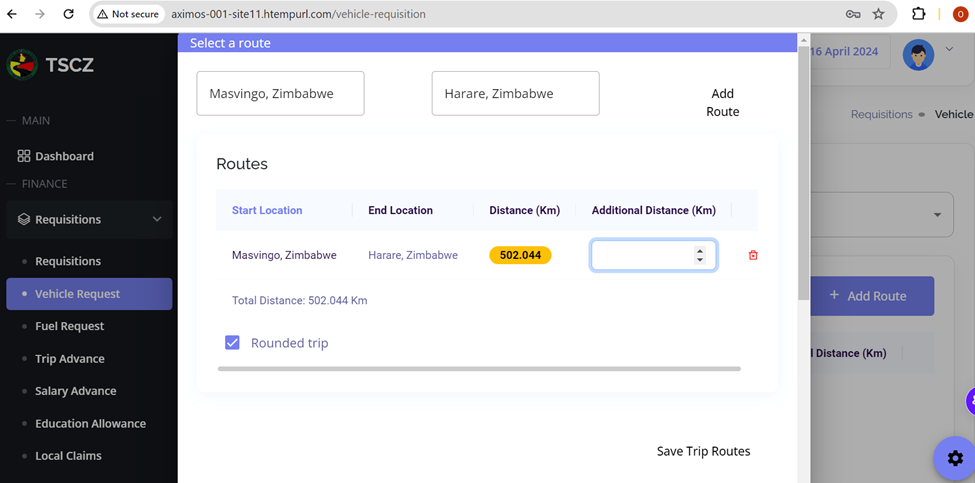 Not secure
aximos-001-site11.htempurl.com/vehicle-requisition
O
TSCZ
MAIN
Dashboard
FINANCE
Requisitions
Requisitions
Vehicle Request
Fuel Request
Trip Advance
Salary Advance
Education Allowance
Local Claims
Select a route
Masvingo, Zimbabwe
Harare, Zimbabwe
Add
Route
Routes
Start Location End Location Distance (Km) Additional Distance (Km)
Masvingo, Zimbabwe Harare, Zimbabwe 502.044
Total Distance: 502.044 Km
Rounded trip
Save Trip Routes
16 April 2024
Requisitions Vehicle
+ Add Route
Distance (Km)